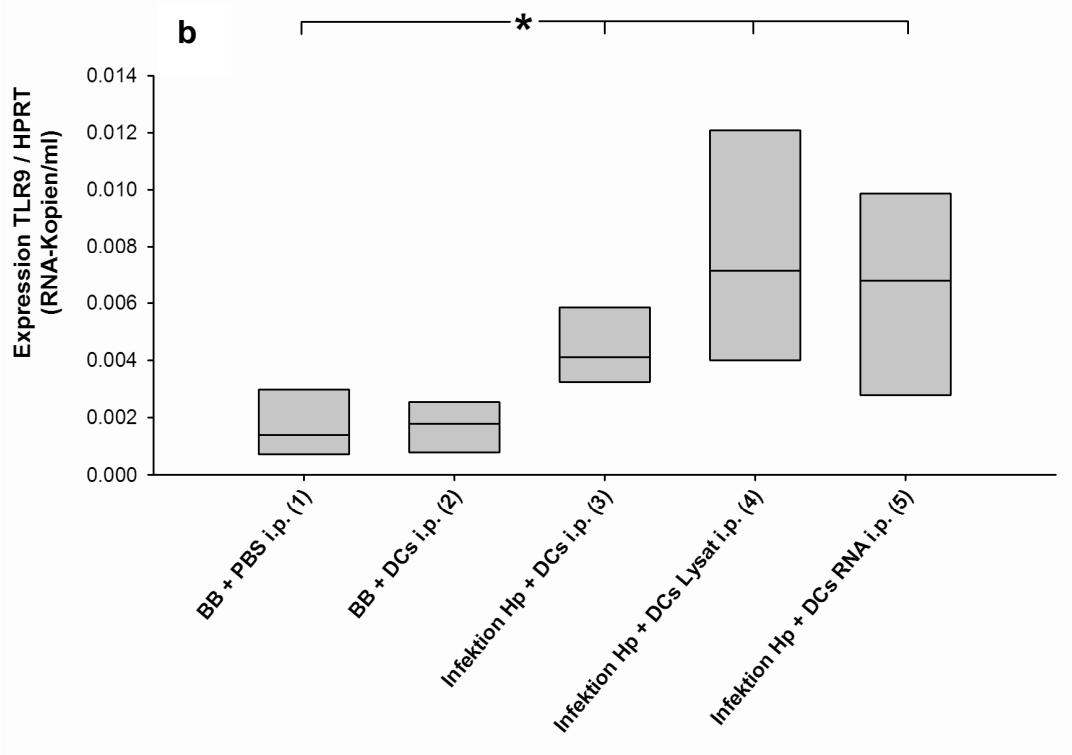 *
b
Expression TLR9 / HPRT
(RNA-Kopien/ml)
0.014
0.012
0.010
0.008
0.006
0.004
0.002
0.000
BB + PBS i.p. (1)
BB + DCs i.p. (2)
Infektion Hp + DCs i.p. (3)
Infektion Hp + DCs Lysat i.p. (4)
Infektion Hp + DCs RNA i.p. (5)